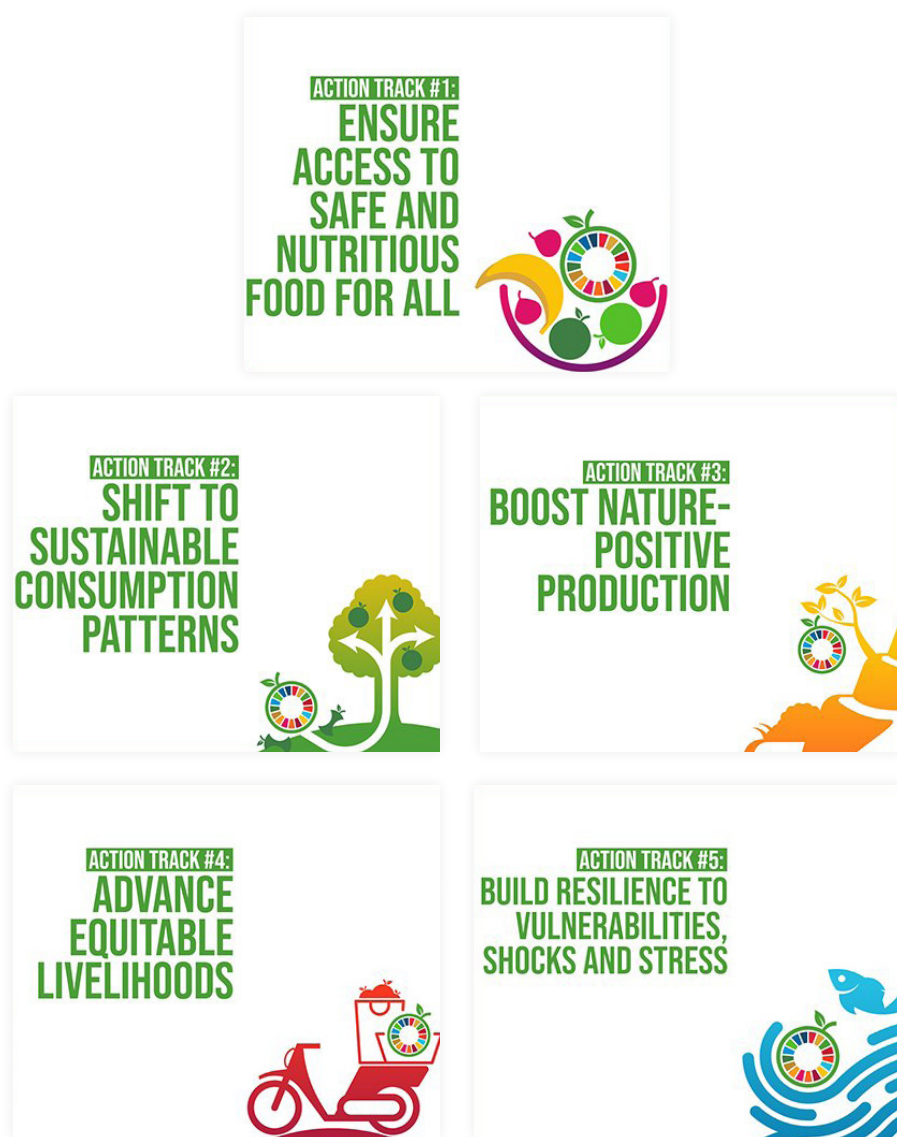 ACTION TRACK #1:
ENSURE
ACCESS TO
SAFE AND
NUTRITIOUS
FOOD FOR ALL
ACTION TRACK #2:
SHIFT TO
SUSTAINABLE
CONSUMPTION
PATTERNS
ACTION TRACK #3:
BOOST NATURE-
POSITIVE
PRODUCTION
ACTION TRACK #4:
ADVANCE
EQUITABLE
LIVELIHOODS
ACTION TRACK #5:
BUILD RESILIENCE TO
VULNERABILITIES,
SHOCKS AND STRESS